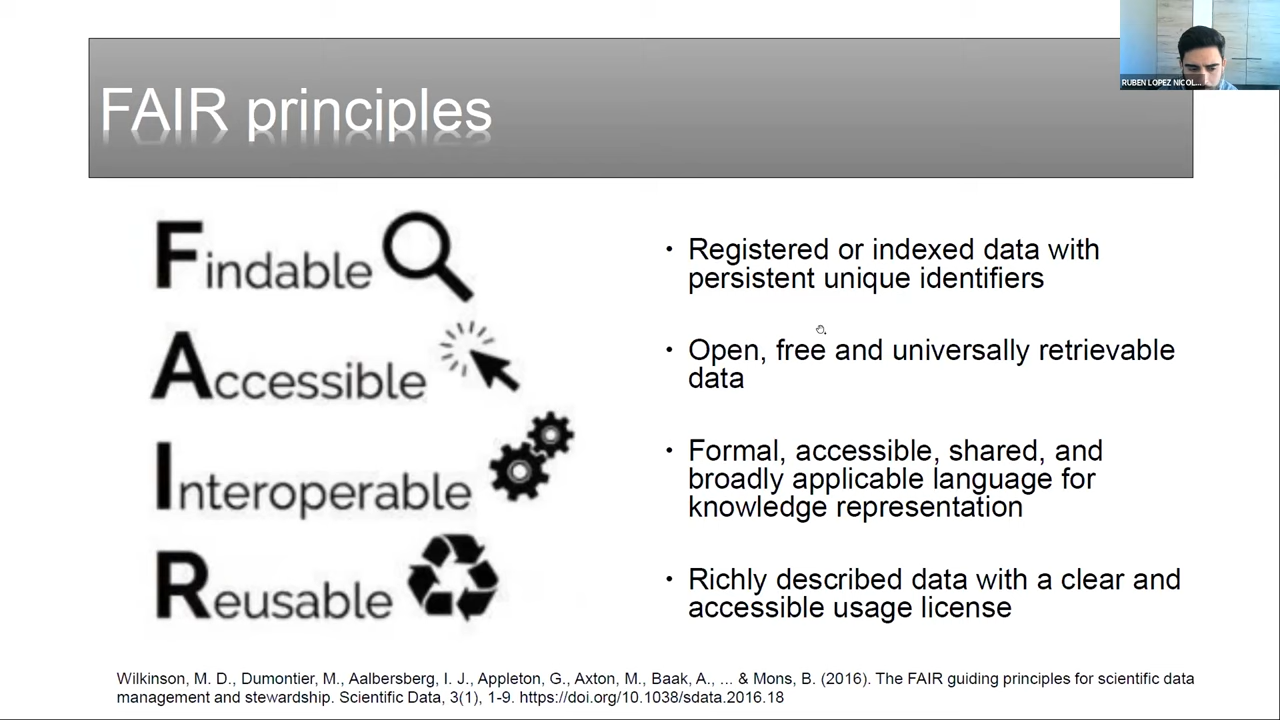 RUBEN LOPEZ NICOL...
FAIR principles
Findable
Accessible
Interoperable
Reusable
• Registered or indexed data with
persistent unique identifiers
• Open, free and universally retrievable
data
• Formal, accessible, shared, and
broadly applicable language for
knowledge representation
• Richly described data with a clear and
accessible usage license
Wilkinson, M. D., Dumontier, M., Aalbersberg, I. J., Appleton, G., Axton, M., Baak, A., ... & Mons, B. (2016). The FAIR guiding principles for scientific data
management and stewardship. Scientific Data, 3(1), 1-9. https://doi.org/10.1038/sdata.2016.18